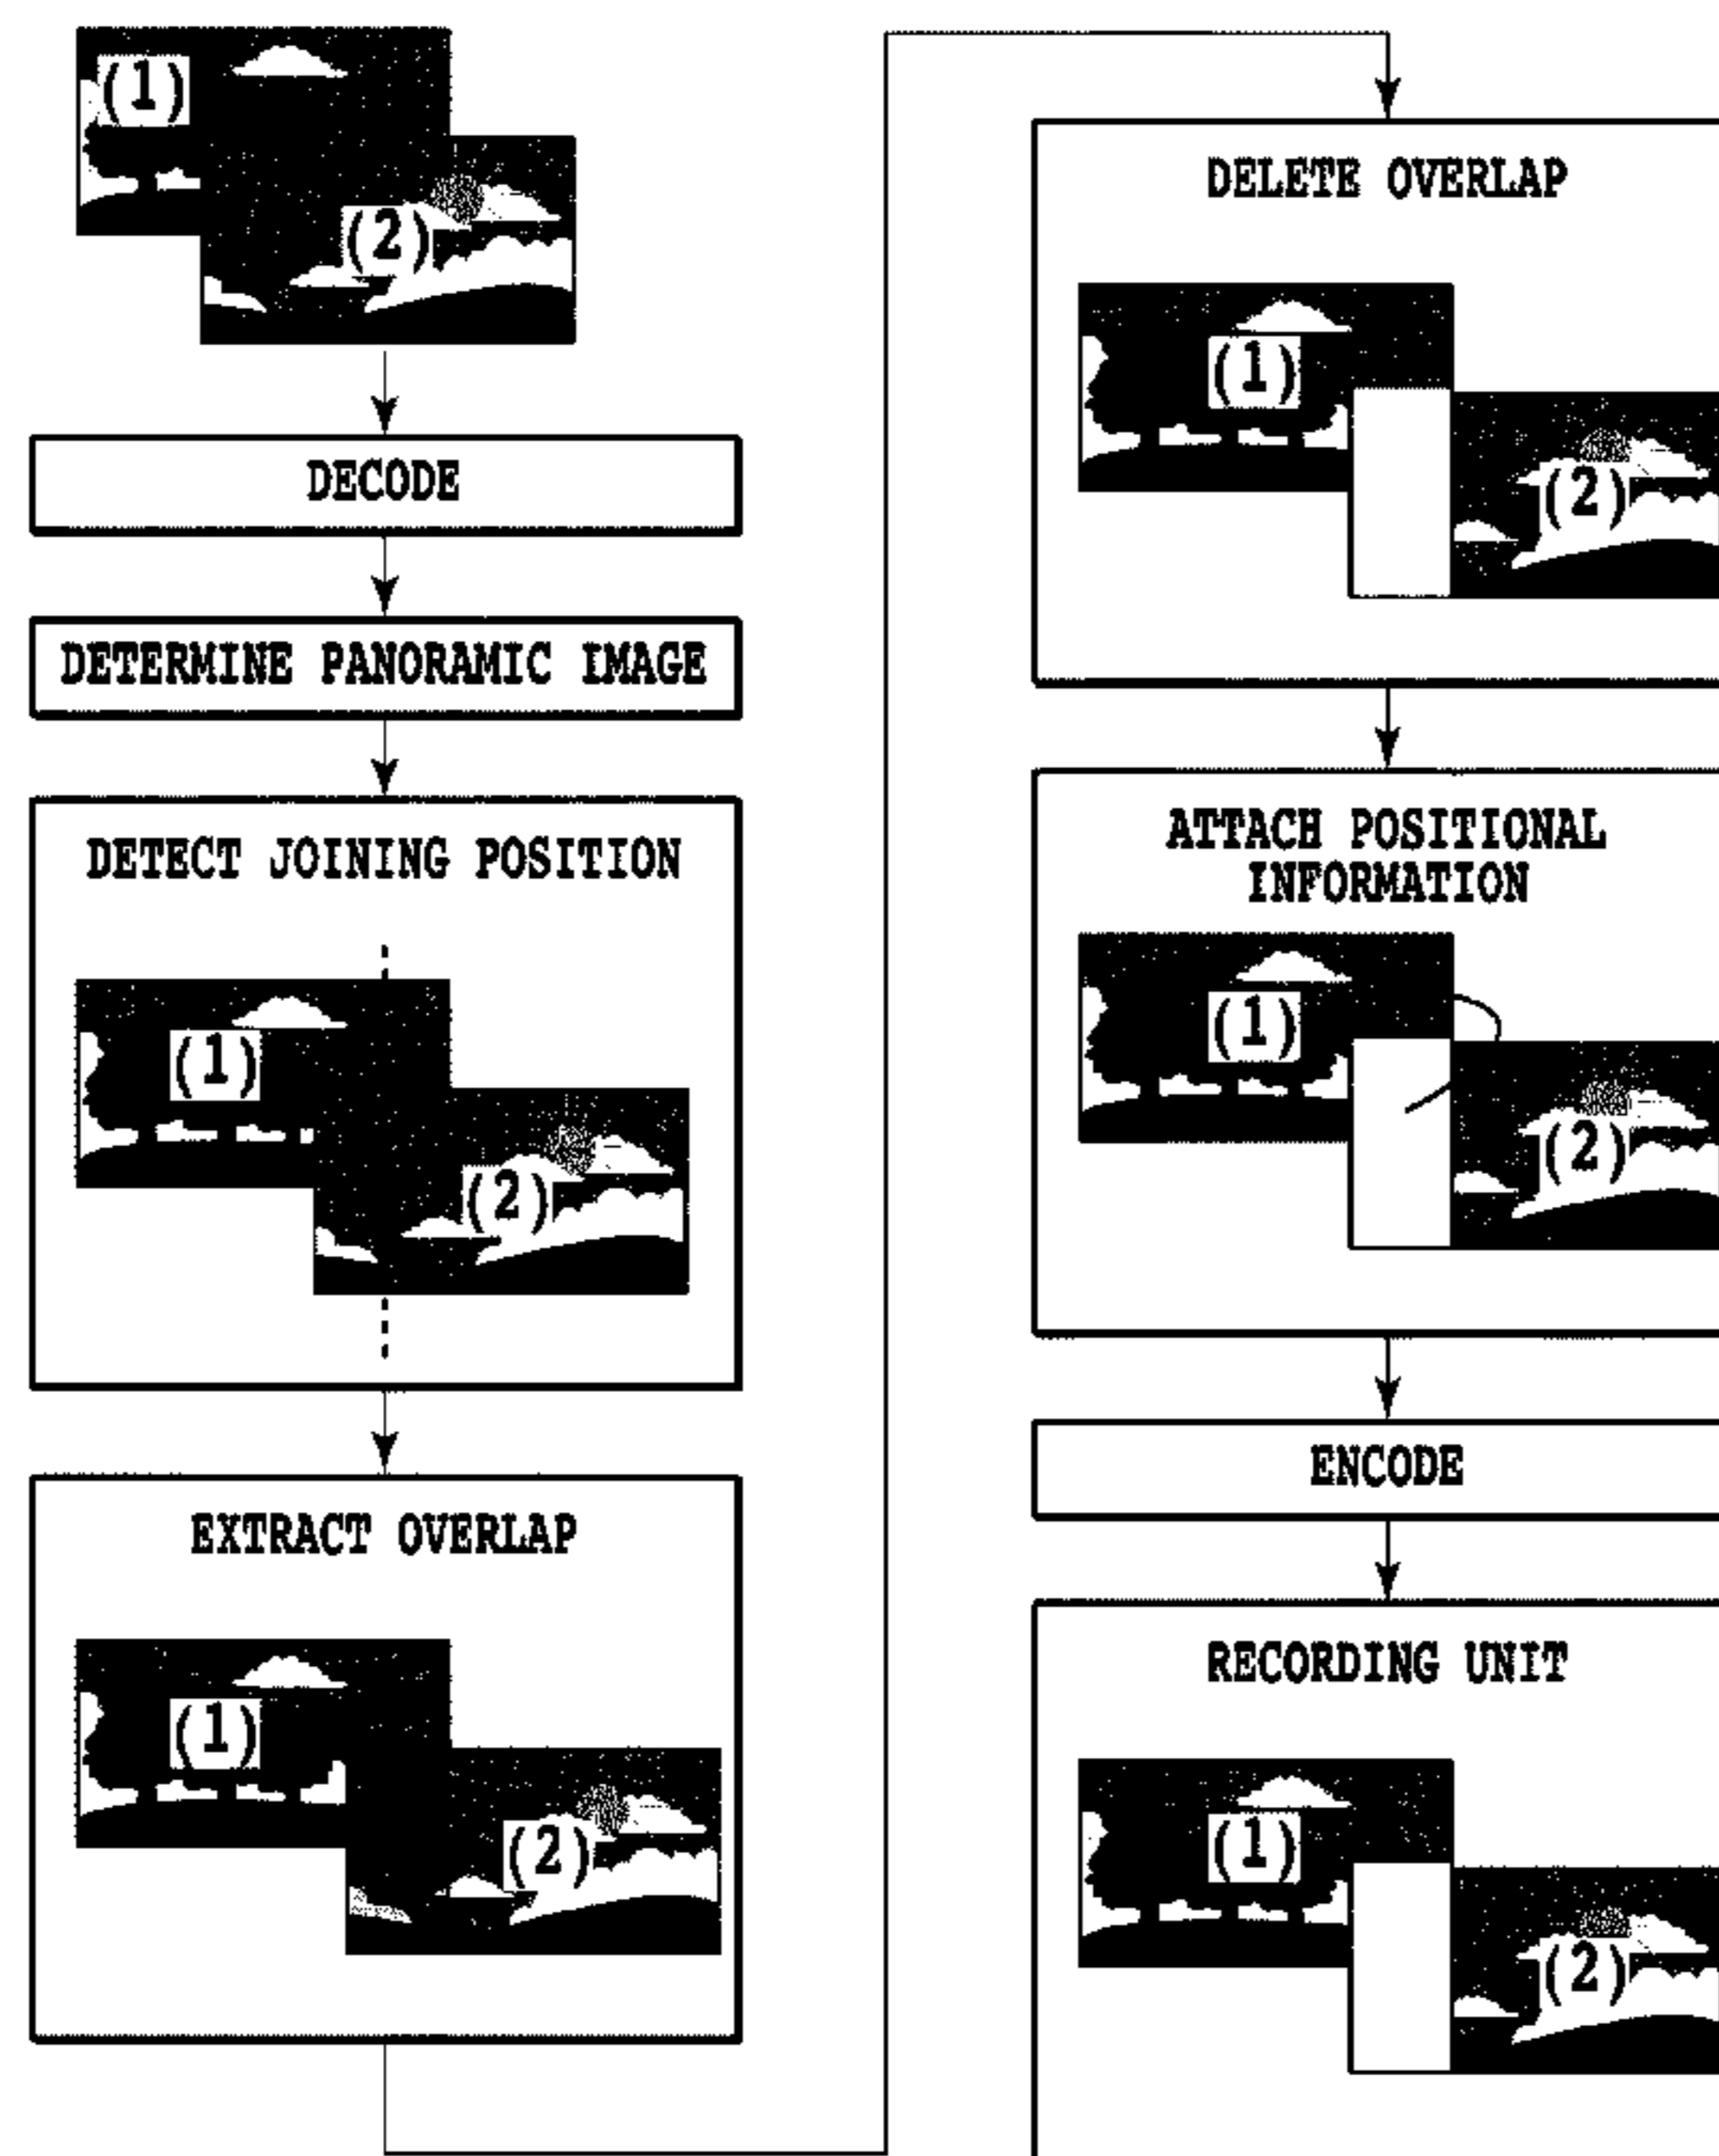 (1)
(2)
DECODE
DETERMINE PANORAMIC IMAGE
DETECT JOINING POSITION
(1)
(2)
EXTRACT OVERLAP
(1)
(2)
DELETE OVERLAP
(1)
(2)
ATTACH POSITIONAL
INFORMATION
(1)
(2)
ENCODE
RECORDING UNIT
(1)
(2)